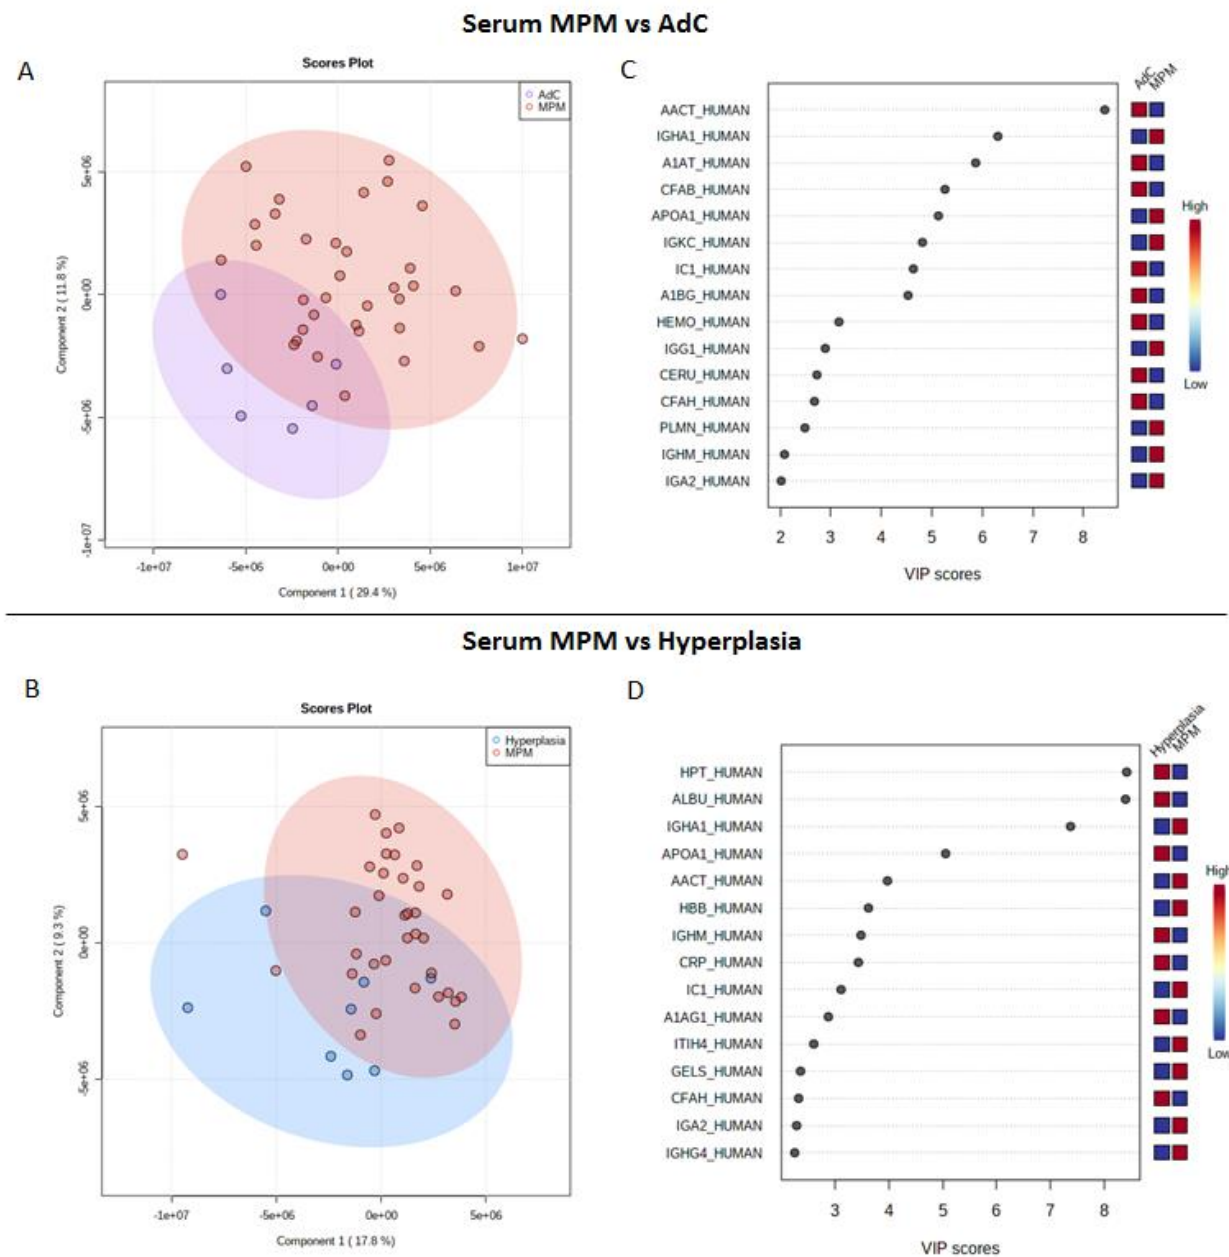 Serum MPM vs AdC
A
Scores Plot
AdC
MPM
Component 2 ( 11.8 %)
5e+06
0e+00
-5e+06
-1e+07
-1e+07 -5e+06 0e+00 5e+06 1e+07
Component 1 ( 29.4 %)
C
AdC
MPM
AACT_HUMAN
IGHA1_HUMAN
A1AT_HUMAN
CFAB_HUMAN
APOA1_HUMAN
IGKC_HUMAN
IC1_HUMAN
A1BG_HUMAN
HEMO_HUMAN
IGG1_HUMAN
CERU_HUMAN
CFAH_HUMAN
PLMN_HUMAN
IGHM_HUMAN
IGA2_HUMAN
2 3 4 5 6 7 8
VIP scores
High
Low
Serum MPM vs Hyperplasia
B
Scores Plot
Hyperplasia
MPM
Component 2 ( 9.3 %)
5e+06
0e+00
-5e+06
-1e+07 -5e+06 0e+00 5e+06
Component 1 ( 17.8 %)
D
Hyperplasia
MPM
HPT_HUMAN
ALBU_HUMAN
IGHA1_HUMAN
APOA1_HUMAN
AACT_HUMAN
HBB_HUMAN
IGHM_HUMAN
CRP_HUMAN
IC1_HUMAN
A1AG1_HUMAN
ITIH4_HUMAN
GELS_HUMAN
CFAH_HUMAN
IGA2_HUMAN
IGHG4_HUMAN
3 4 5 6 7 8
VIP scores
High
Low